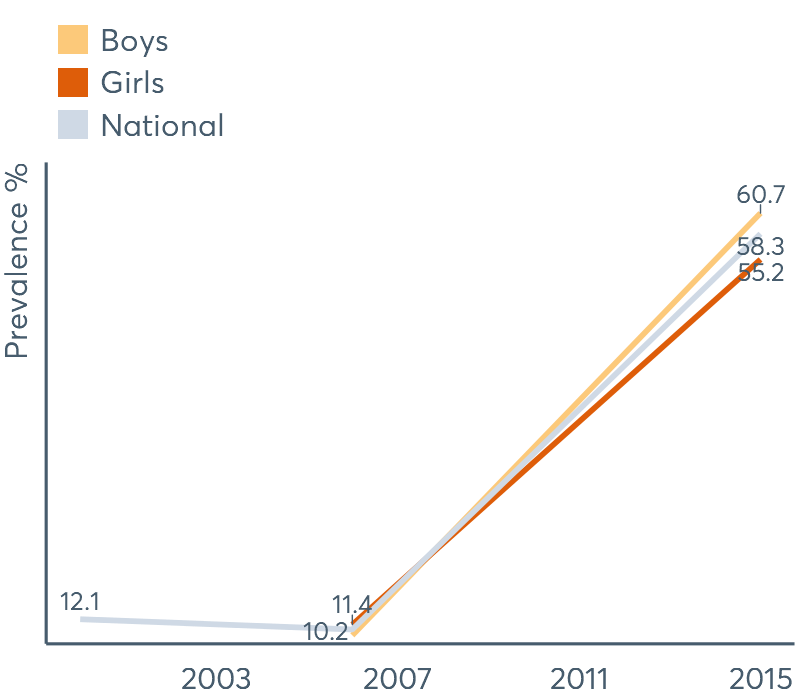 Boys
Girls
National
Prevalence %
60.7
58.3
55.2
12.1
11.4
10.2
2003
2007
2011
2015